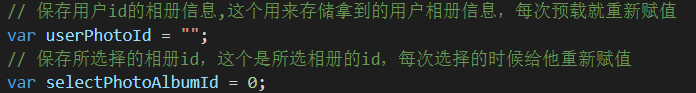 // 保存用户id的相册信息,这个用来存储拿到的用户相册信息，每次预载就重新赋值
var userPhotoId = "";
// 保存所选择的相册id，这个是所选相册的id，每次选择的时候给他重新赋值
var selectPhotoAlbumId = 0;